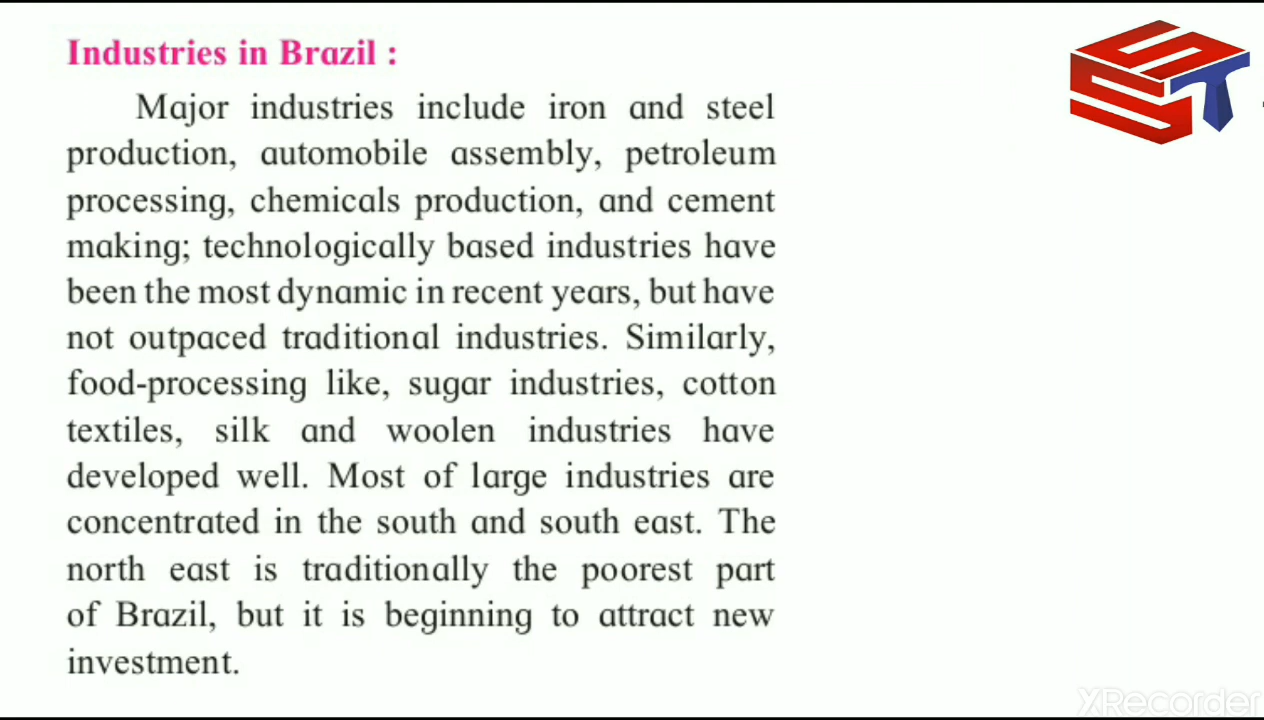 Industries in Brazil :
Major industries include iron and steel
production, automobile assembly, petroleum
processing, chemicals production, and cement
making; technologically based industries have
been the most dynamic in recent years, but have
not outpaced traditional industries. Similarly,
food-processing like, sugar industries, cotton
textiles, silk and woolen industries have
developed well. Most of large industries are
concentrated in the south and south east. The
north east is traditionally the poorest part
of Brazil, but it is beginning to attract new
investment.
SST
XRecorder